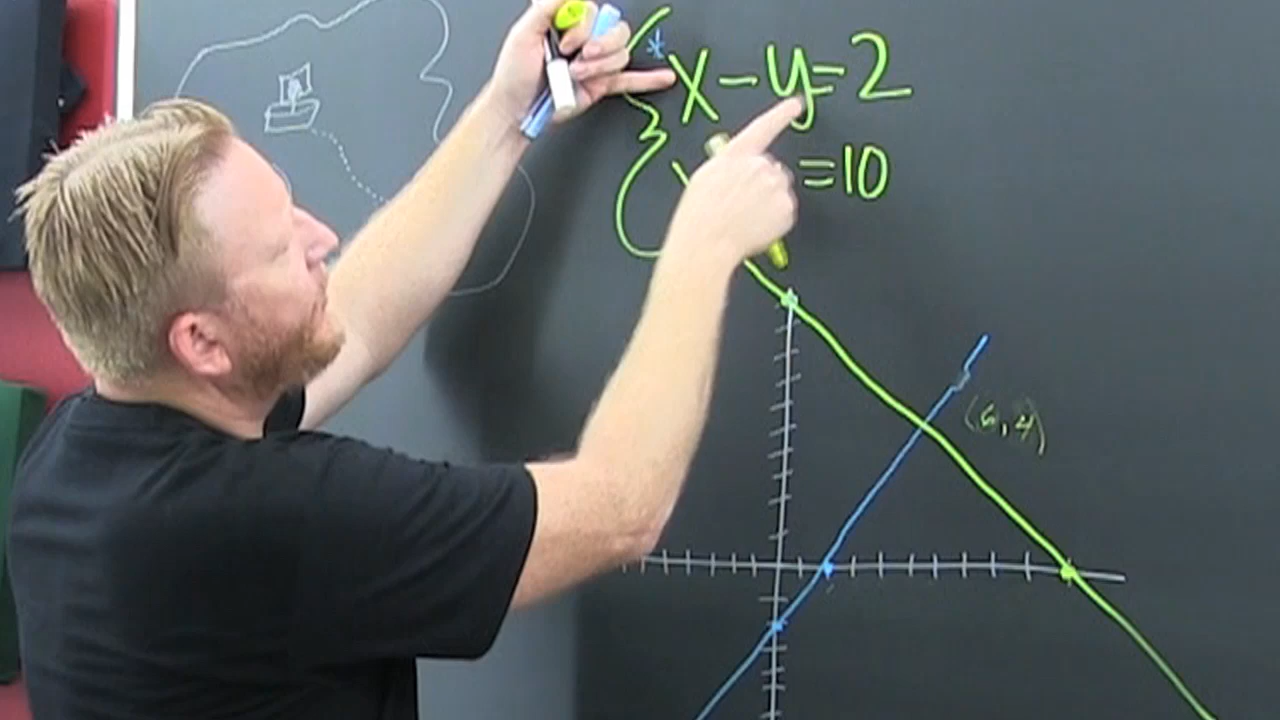 * x - y = 2
= 10
(6, 4)